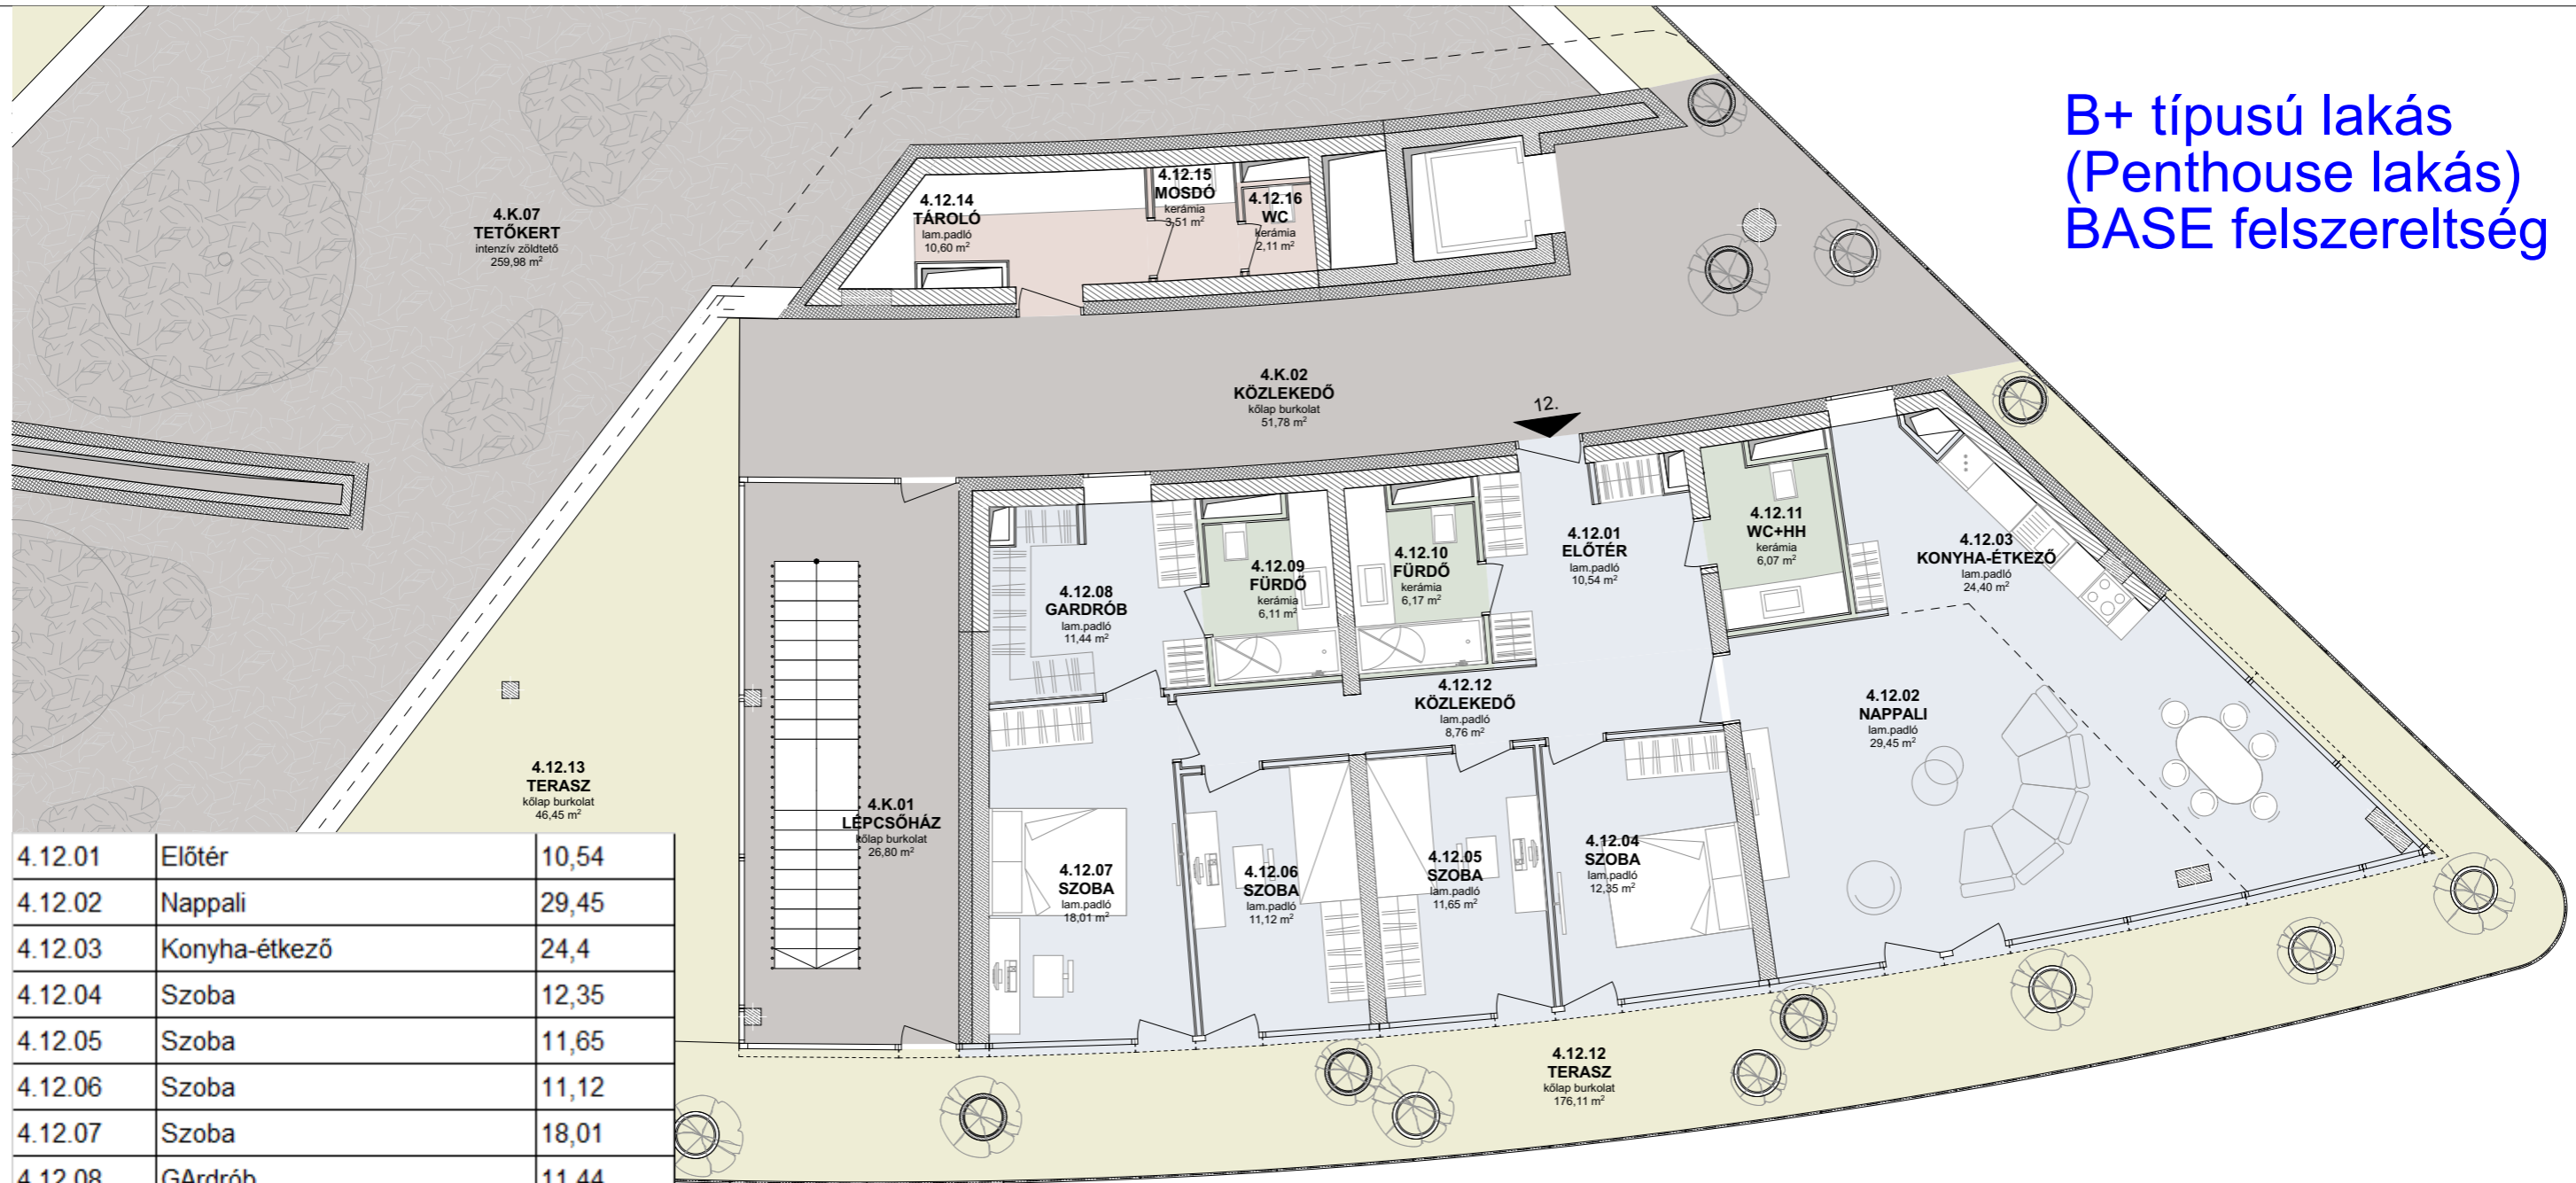 B+ típusú lakás
(Penthouse lakás)
BASE felszereltség
4.K.07
TETŐKERT
intenzív zöldtető
259,98 m²
4.12.14
TÁROLÓ
lam.padló
10,60 m²
4.12.15
MOSDÓ
kerámia
3,51 m²
4.12.16
WC
kerámia
2,11 m²
4.K.02
KÖZLEKEDŐ
kőlap burkolat
51,78 m²
12.
4.12.08
GARDRÓB
lam.padló
11,44 m²
4.12.09
FÜRDŐ
kerámia
6,11 m²
4.12.10
FÜRDŐ
kerámia
6,17 m²
4.12.01
ELŐTÉR
lam.padló
10,54 m²
4.12.11
WC+HH
kerámia
6,07 m²
4.12.03
KONYHA-ÉTKEZŐ
lam.padló
24,40 m²
4.12.12
KÖZLEKEDŐ
lam.padló
8,76 m²
4.12.02
NAPPALI
lam.padló
29,45 m²
4.12.13
TERASZ
kőlap burkolat
46,45 m²
4.K.01
LÉPCSŐHÁZ
kőlap burkolat
26,80 m²
4.12.07
SZOBA
lam.padló
18,01 m²
4.12.06
SZOBA
lam.padló
11,12 m²
4.12.05
SZOBA
lam.padló
11,65 m²
4.12.04
SZOBA
lam.padló
12,35 m²
4.12.12
TERASZ
kőlap burkolat
176,11 m²
4.12.01 Előtér 10,54
4.12.02 Nappali 29,45
4.12.03 Konyha-étkező 24,4
4.12.04 Szoba 12,35
4.12.05 Szoba 11,65
4.12.06 Szoba 11,12
4.12.07 Szoba 18,01
4.12.08 GArdrób 11,44